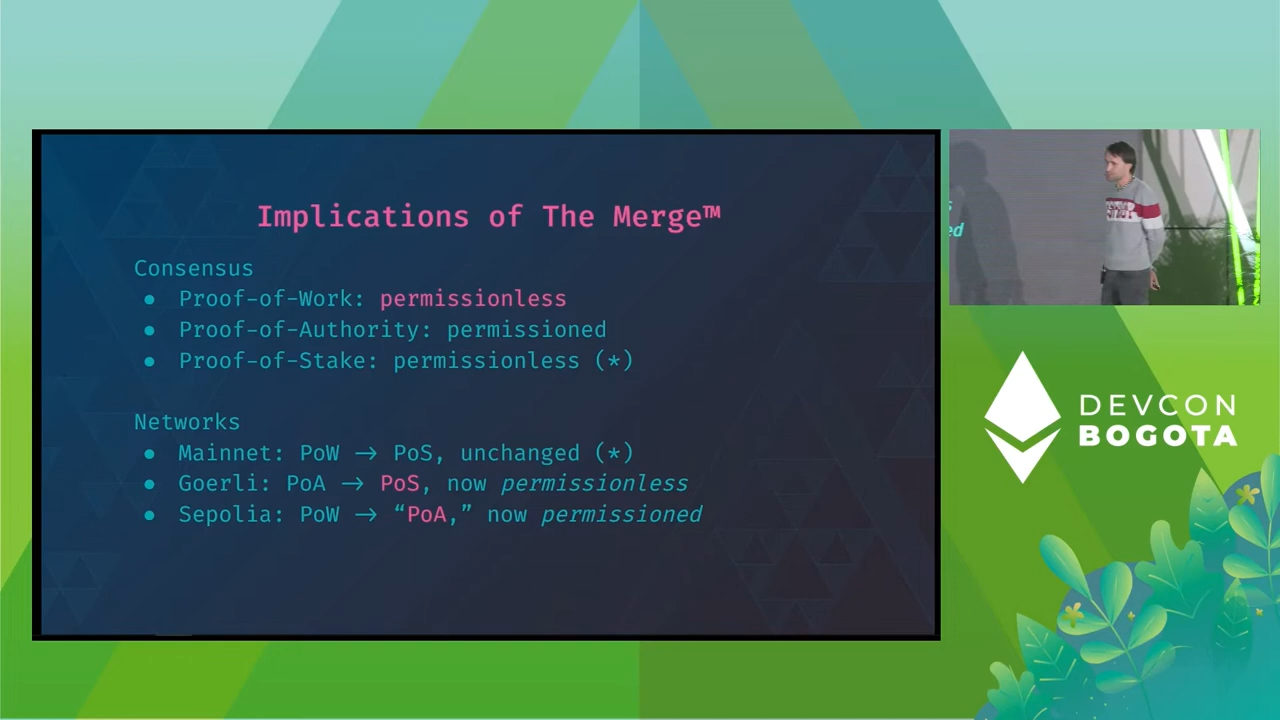 Implications of The Merge™
Consensus
● Proof-of-Work: permissionless
● Proof-of-Authority: permissioned
● Proof-of-Stake: permissionless (*)
Networks
● Mainnet: PoW → PoS, unchanged (*)
● Goerli: PoA → PoS, now permissionless
● Sepolia: PoW → “PoA,” now permissioned
DEVCON
BOGOTA